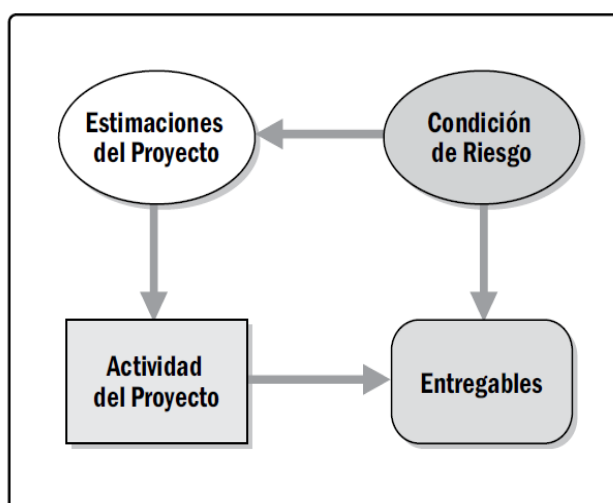 Estimaciones
del Proyecto
Condición
de Riesgo
Actividad
del Proyecto
Entregables